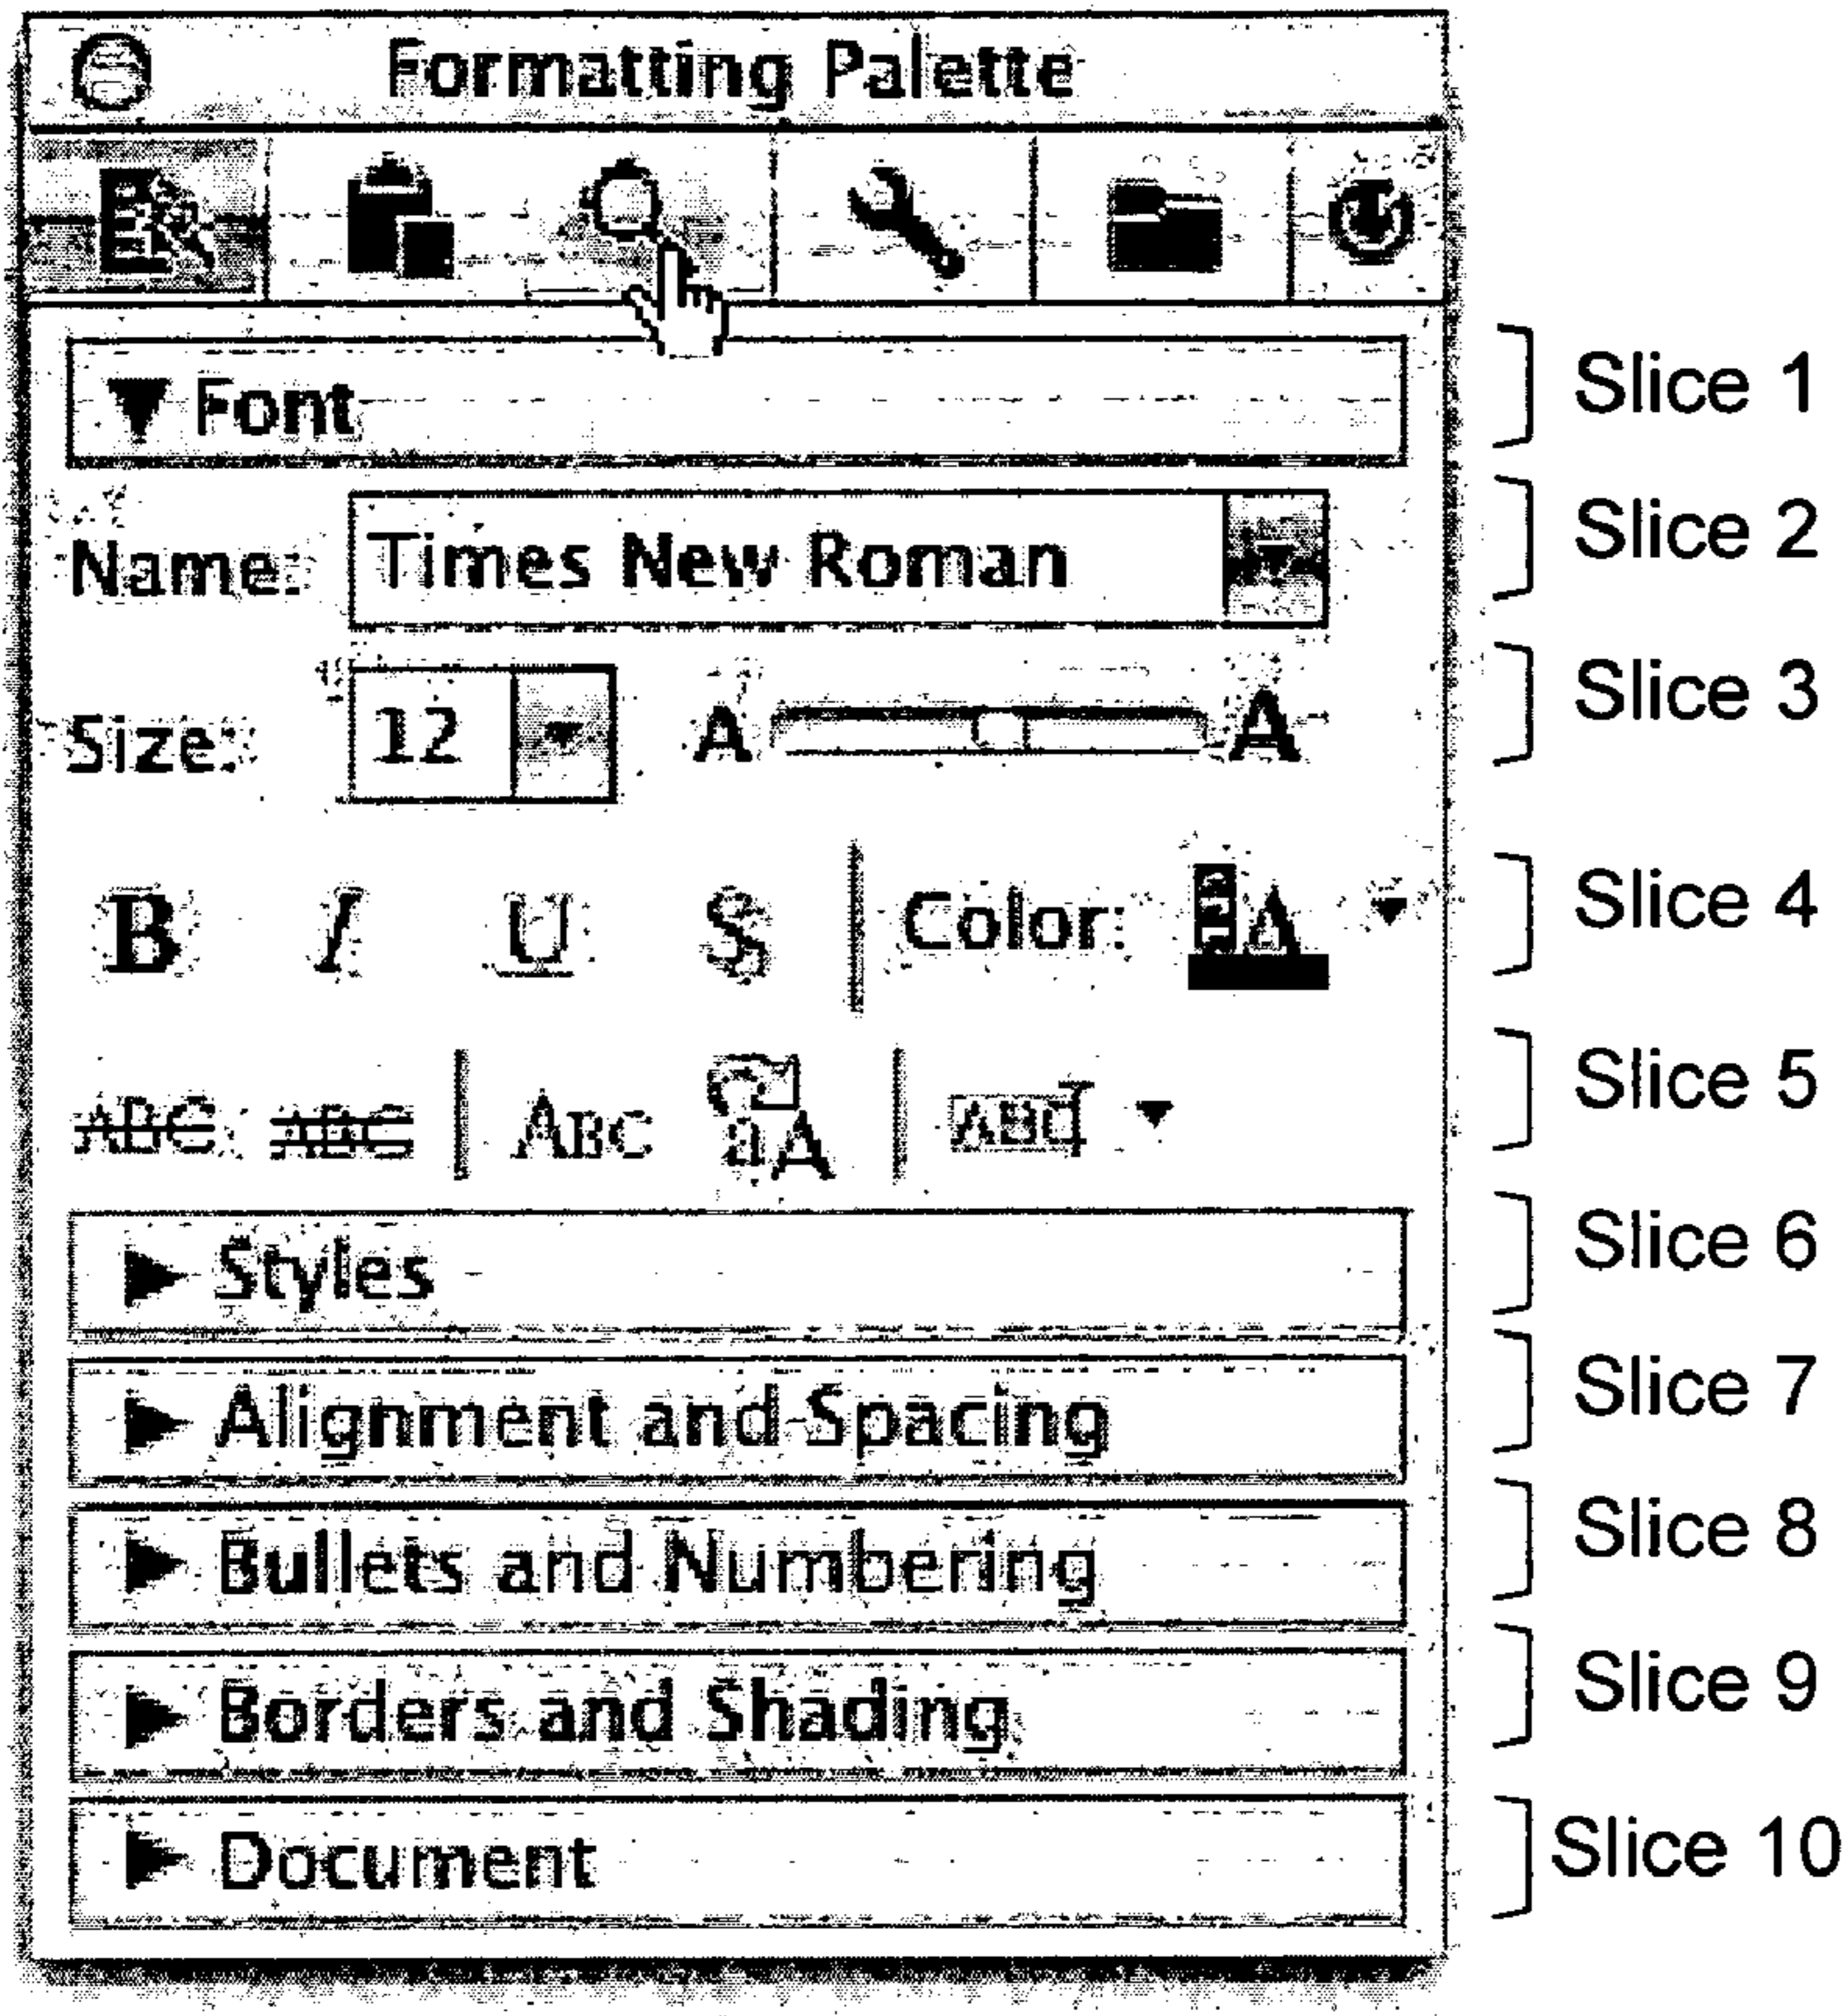 Formatting Palette
Font Slice 1
Name: Times New Roman Slice 2
Size: 12 A A Slice 3
B I U S Color: A Slice 4
ABC ABC ABC aA ABC Slice 5
Styles Slice 6
Alignment and Spacing Slice 7
Bullets and Numbering Slice 8
Borders and Shading Slice 9
Document Slice 10